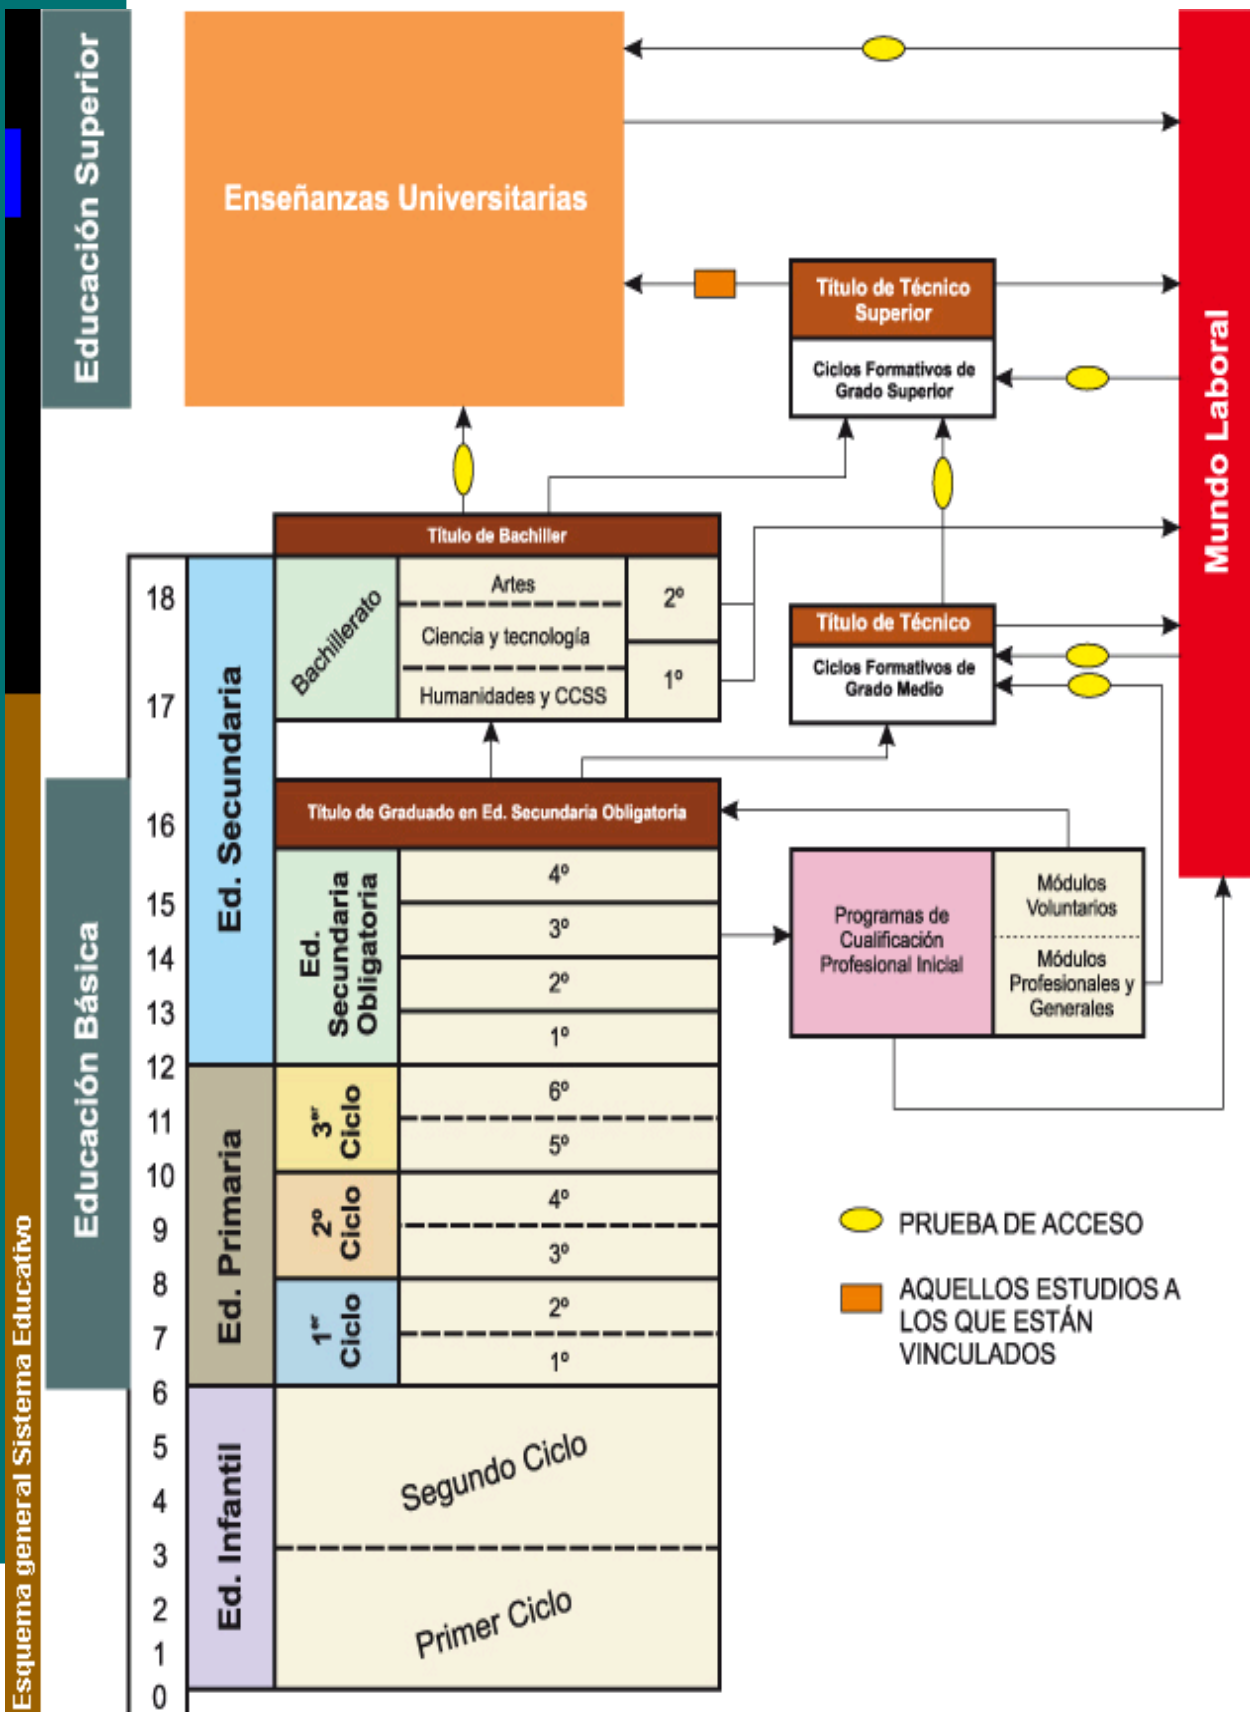 Esquema general Sistema Educativo
Educación Superior
Educación Básica
Enseñanzas Universitarias
Título de Técnico
Superior
Ciclos Formativos de
Grado Superior
Mundo Laboral
Título de Bachiller
Bachillerato
Artes
Ciencia y tecnología
Humanidades y CCSS
2º
1º
Título de Técnico
Ciclos Formativos de
Grado Medio
18
17
16
15
14
13
12
11
10
9
8
7
6
5
4
3
2
1
0
Ed. Secundaria
Título de Graduado en Ed. Secundaria Obligatoria
Ed.
Secundaria
Obligatoria
4º
3º
2º
1º
Programas de
Cualificación
Profesional Inicial
Módulos
Voluntarios
Módulos
Profesionales y
Generales
Ed. Primaria
3er
Ciclo
6º
5º
2º
Ciclo
4º
3º
1er
Ciclo
2º
1º
Ed. Infantil
Segundo Ciclo
Primer Ciclo
PRUEBA DE ACCESO
AQUELLOS ESTUDIOS A
LOS QUE ESTÁN
VINCULADOS